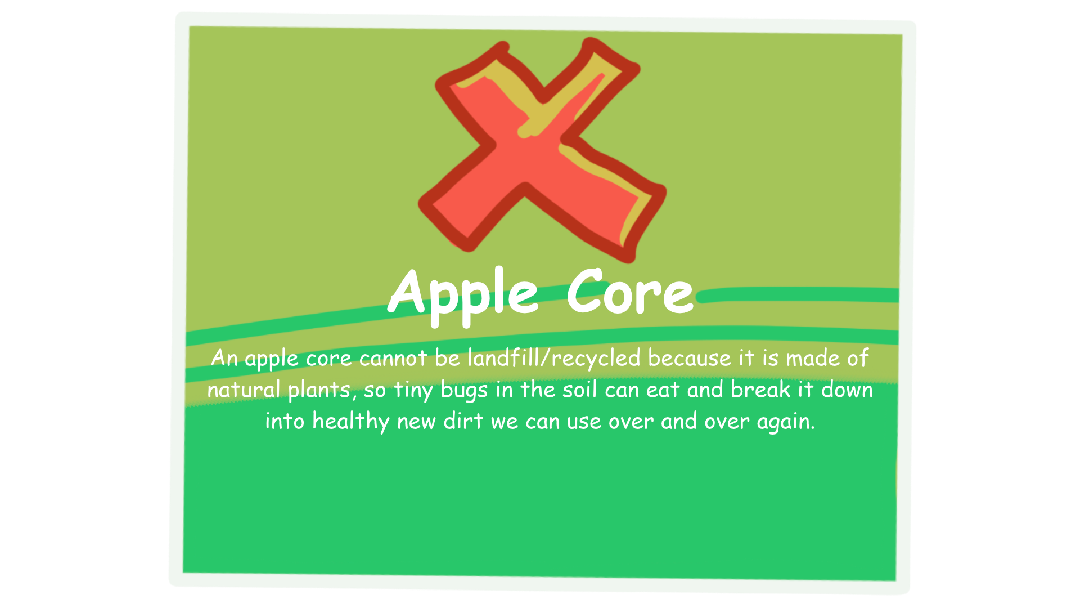 Apple Core
An apple core cannot be landfill/recycled because it is made of
natural plants, so tiny bugs in the soil can eat and break it down
into healthy new dirt we can use over and over again.